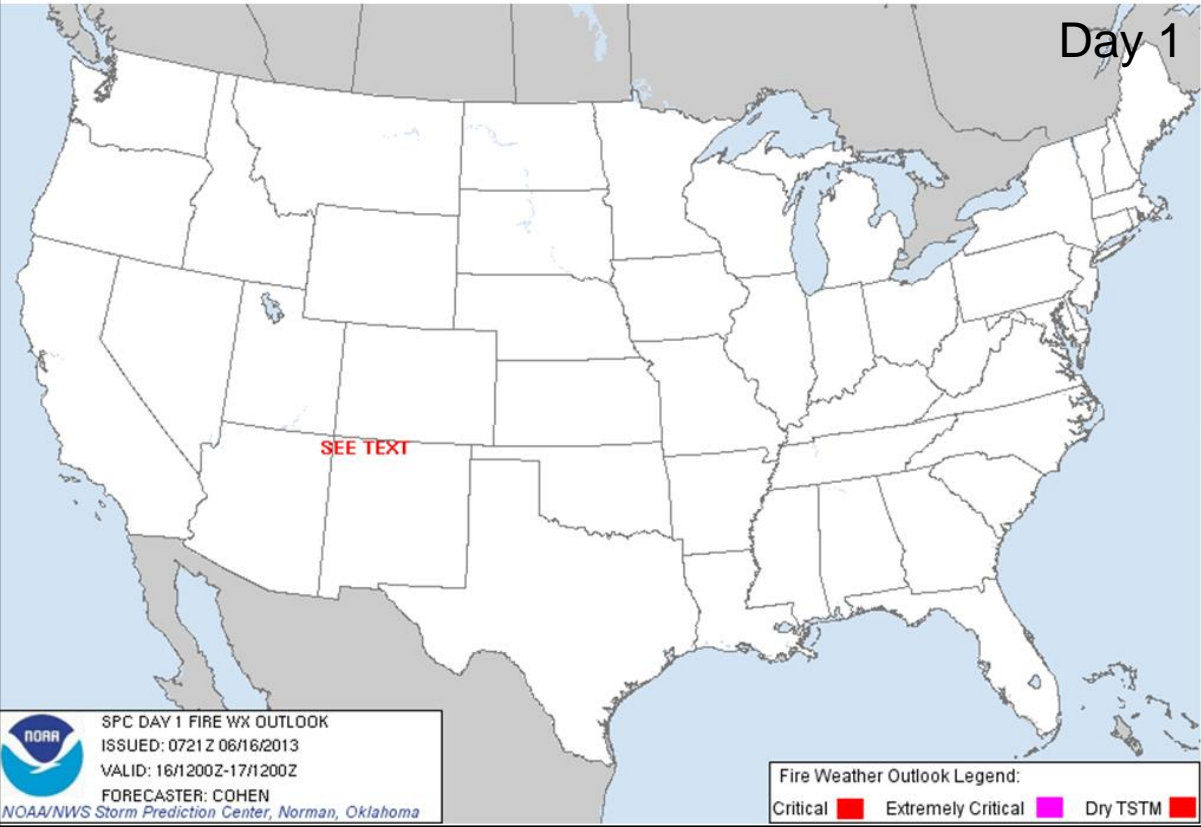 Day 1
SEE TEXT
NOAA
SPC DAY 1 FIRE WX OUTLOOK
ISSUED: 0721Z 06/16/2013
VALID: 16/1200Z-17/1200Z
FORECASTER: COHEN
NOAA/NWS Storm Prediction Center, Norman, Oklahoma
Fire Weather Outlook Legend:
Critical Extremely Critical Dry TSTM